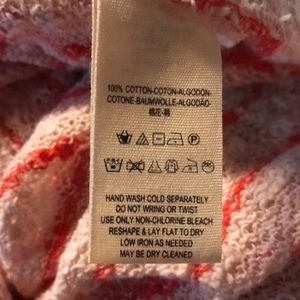 100% COTTON-COTON-ALGODÓN-
COTONE-BAUMWOLLE-ALGODÃO-
HAND WASH COLD SEPARATELY
DO NOT WRING OR TWIST
USE ONLY NON-CHLORINE BLEACH
RESHAPE & LAY FLAT TO DRY
LOW IRON AS NEEDED
MAY BE DRY CLEANED